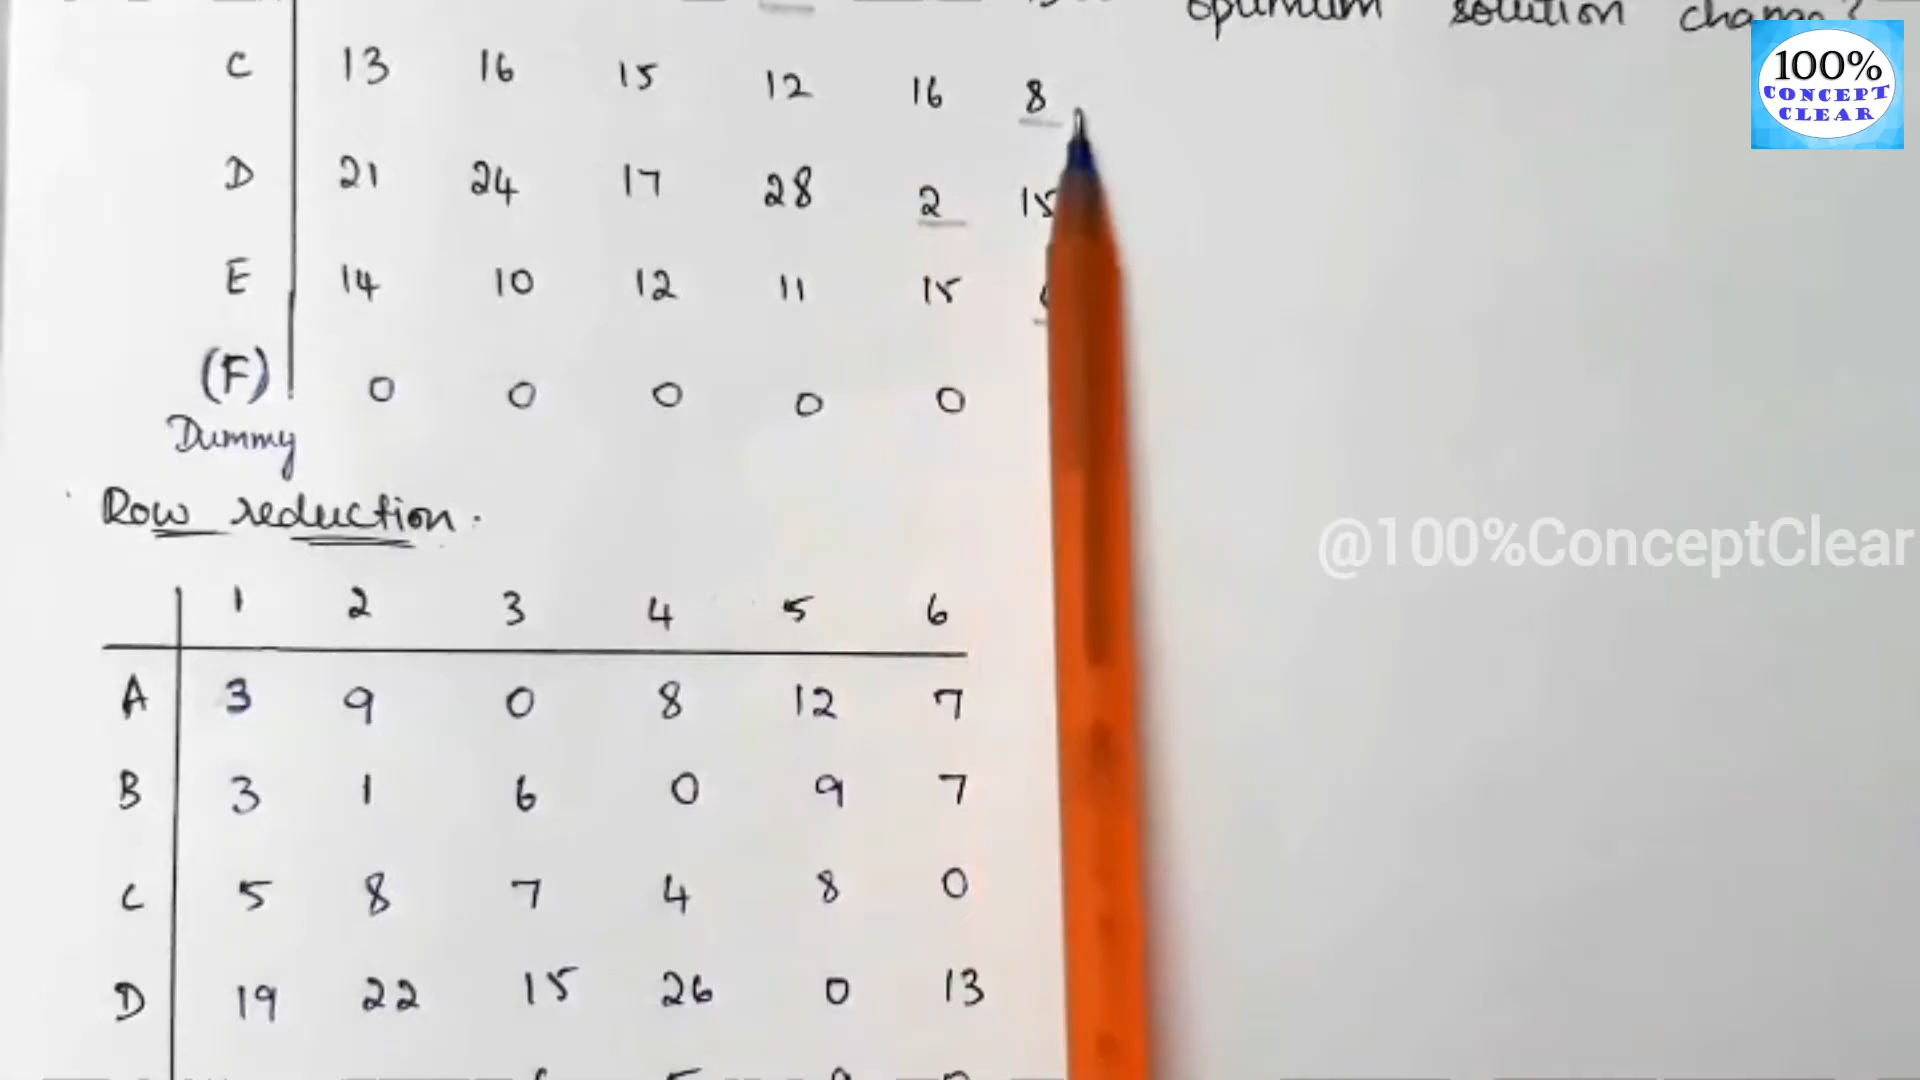 optimum solution change?
C 13 16 15 12 16 8
D 21 24 17 28 2 15
E 14 10 12 11 15
(F) 0 0 0 0 0
Dummy
Row reduction.
1 2 3 4 5 6
A 3 9 0 8 12 7
B 3 1 6 0 9 7
C 5 8 7 4 8 0
D 19 22 15 26 0 13
100%
CONCEPT
CLEAR
@100%ConceptClear